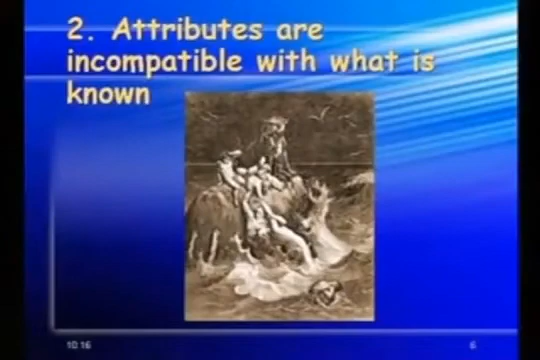 2. Attributes are
incompatible with what is
known
10:16
6